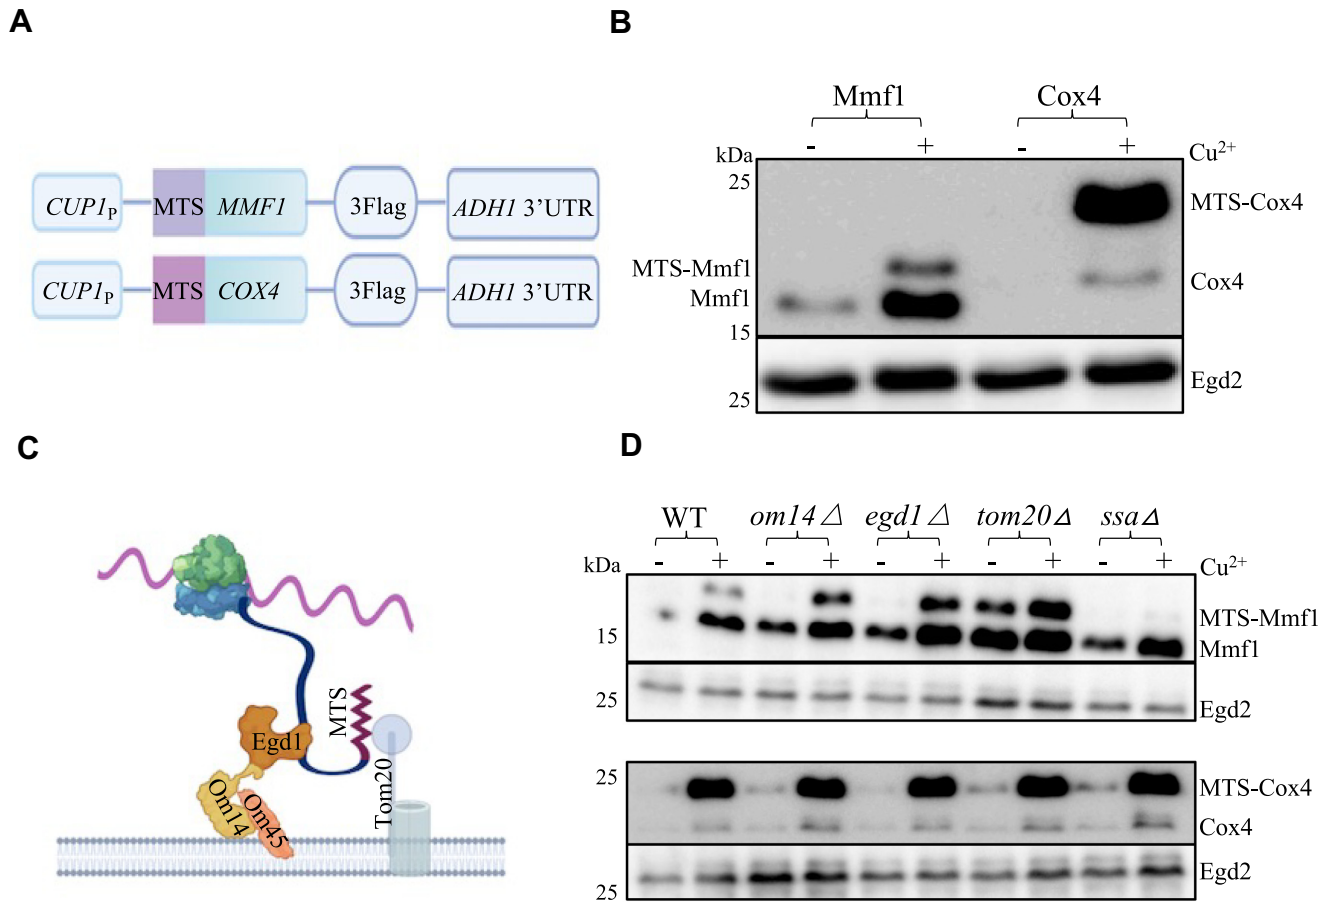 A
CUP1P MTS MMF1 3Flag ADH1 3’UTR
CUP1P MTS COX4 3Flag ADH1 3’UTR
B
Mmf1 Cox4
- + - + Cu2+
kDa
25
MTS-Cox4
MTS-Mmf1
Cox4
Mmf1
15
Egd2
25
C
MTS
Egd1
Tom20
Om14
Om45
D
WT om14△ egd1△ tom20Δ ssaΔ
kDa - + - + - + - + - + Cu2+
MTS-Mmf1
15
Mmf1
25
Egd2
25
MTS-Cox4
Cox4
Egd2
25